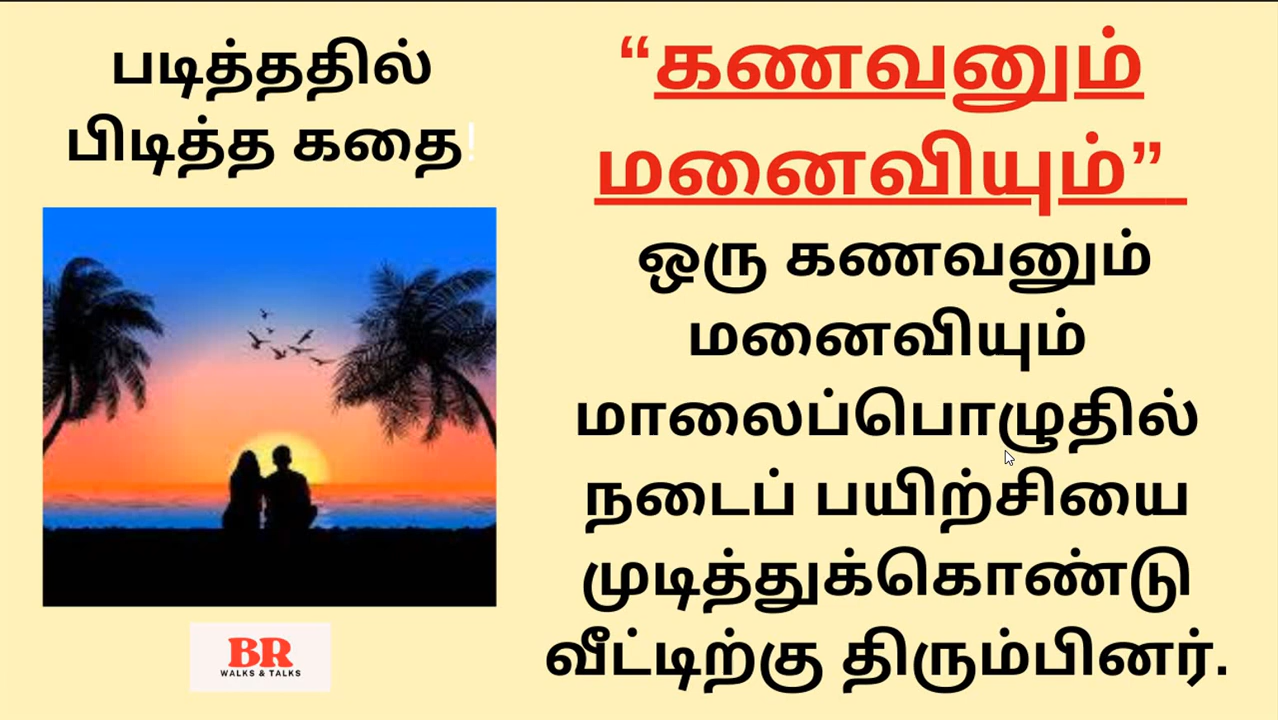 படித்ததில்
பிடித்த கதை!
BR
WALKS & TALKS
“கணவனும்
மனைவியும்”
ஒரு கணவனும்
மனைவியும்
மாலைப்பொழுதில்
நடைப் பயிற்சியை
முடித்துக்கொண்டு
வீட்டிற்கு திரும்பினர்.